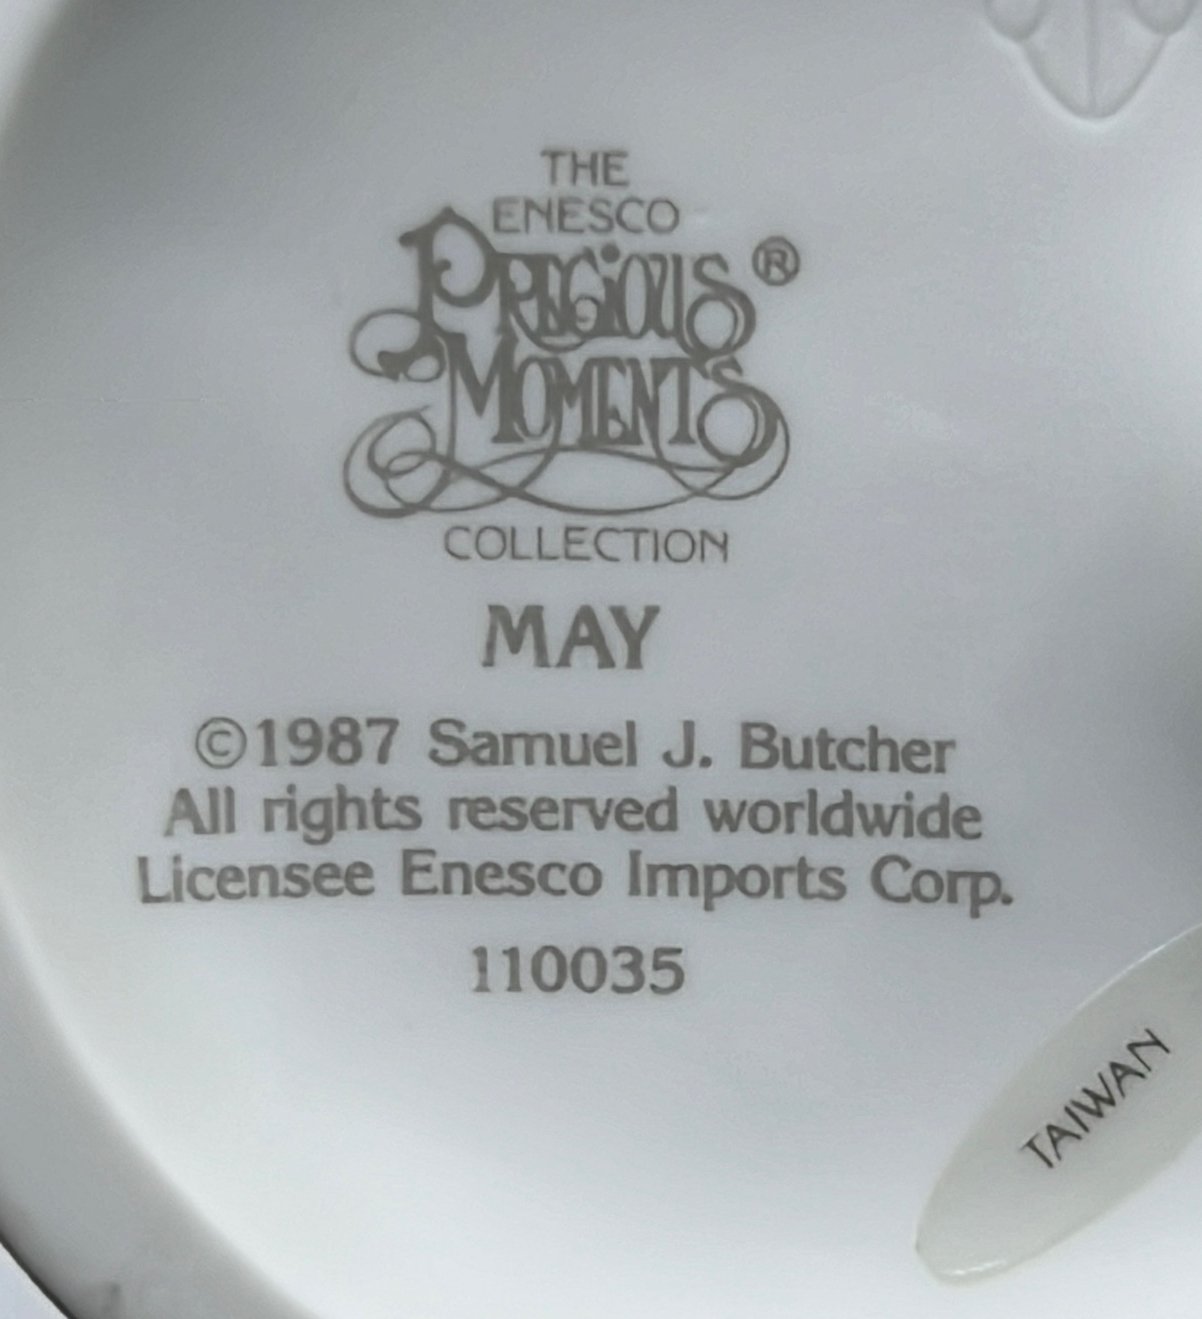 THE
ENESCO
PRECIOUS®
MOMENTS
COLLECTION
MAY
©1987 Samuel J. Butcher
All rights reserved worldwide
Licensee Enesco Imports Corp.
110035
TAIWAN